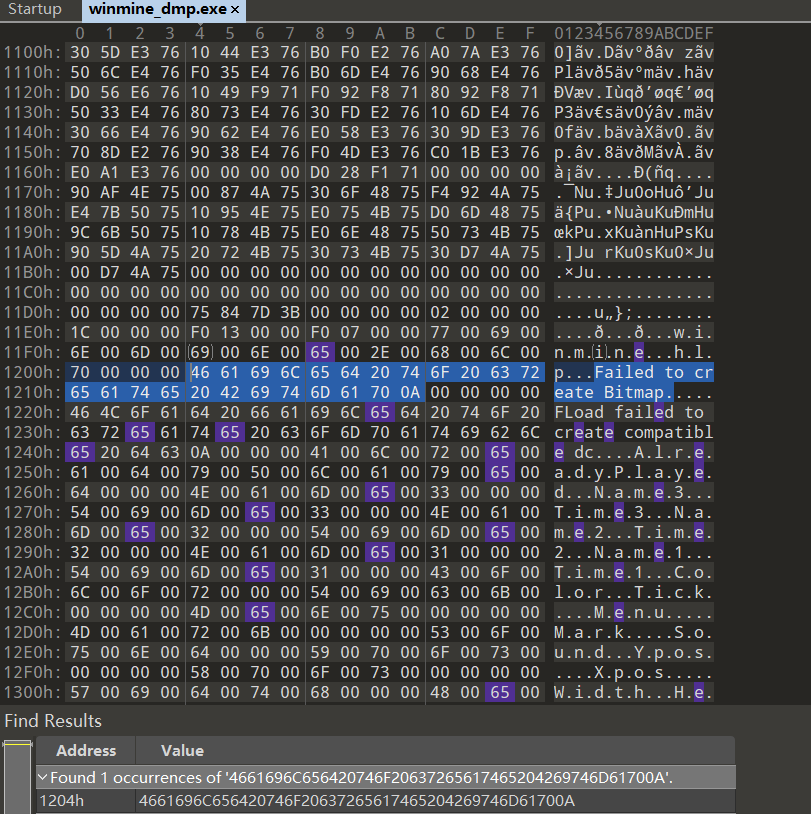 Startup winmine_dmp.exe ×
0 1 2 3 4 5 6 7 8 9 A B C D E F 0123456789ABCDEF
1100h: 30 5D E3 76 10 44 E3 76 B0 F0 E2 76 A0 7A E3 76 0]ãv.Dãv°ðâv zãv
1110h: 50 6C E4 76 F0 35 E4 76 B0 6D E4 76 90 68 E4 76 Plävð5äv°mäv.häv
1120h: D0 56 E6 76 10 49 F9 71 F0 92 F8 71 80 92 F8 71 ÐVæv.Iùqð’øq€’øq
1130h: 50 33 E4 76 80 73 E4 76 30 FD E2 76 10 6D E4 76 P3äv€säv0ýâv.mäv
1140h: 30 66 E4 76 90 62 E4 76 E0 58 E3 76 30 9D E3 76 0fäv.bävàXãv0.ãv
1150h: 70 8D E2 76 90 38 E4 76 F0 4D E3 76 C0 1B E3 76 p.âv.8ävðMãvÀ.ãv
1160h: E0 A1 E3 76 00 00 00 00 D0 28 F1 71 00 00 00 00 à¡ãv....Ð(ñq....
1170h: 90 AF 4E 75 00 87 4A 75 30 6F 48 75 F4 92 4A 75 .¯Nu.‡Ju0oHuô’Ju
1180h: E4 7B 50 75 10 95 4E 75 E0 75 4B 75 D0 6D 48 75 ä{Pu.•NuàuKuÐmHu
1190h: 9C 6B 50 75 10 78 4B 75 E0 6E 48 75 50 73 4B 75 œkPu.xKuànHuPsKu
11A0h: 90 5D 4A 75 20 72 4B 75 30 73 4B 75 30 D7 4A 75 .]Ju rKu0sKu0×Ju
11B0h: 00 D7 4A 75 00 00 00 00 00 00 00 00 00 00 00 00 .×Ju............
11C0h: 00 00 00 00 00 00 00 00 00 00 00 00 00 00 00 00 ................
11D0h: 00 00 00 00 75 84 7D 3B 00 00 00 00 02 00 00 00 ....u„};........
11E0h: 1C 00 00 00 F0 13 00 00 F0 07 00 00 77 00 69 00 ....ð...ð...w.i.
11F0h: 6E 00 6D 00 69 00 6E 00 65 00 2E 00 68 00 6C 00 n.m.i.n.e...h.l.
1200h: 70 00 00 00 46 61 69 6C 65 64 20 74 6F 20 63 72 p...Failed to cr
1210h: 65 61 74 65 20 42 69 74 6D 61 70 0A 00 00 00 00 eate Bitmap.....
1220h: 46 4C 6F 61 64 20 66 61 69 6C 65 64 20 74 6F 20 FLoad failed to
1230h: 63 72 65 61 74 65 20 63 6F 6D 70 61 74 69 62 6C create compatibl
1240h: 65 20 64 63 0A 00 00 00 41 00 6C 00 72 00 65 00 e dc....A.l.r.e.
1250h: 61 00 64 00 79 00 50 00 6C 00 61 00 79 00 65 00 a.d.y.P.l.a.y.e.
1260h: 64 00 00 00 4E 00 61 00 6D 00 65 00 33 00 00 00 d...N.a.m.e.3...
1270h: 54 00 69 00 6D 00 65 00 33 00 00 00 4E 00 61 00 T.i.m.e.3...N.a.
1280h: 6D 00 65 00 32 00 00 00 54 00 69 00 6D 00 65 00 m.e.2...T.i.m.e.
1290h: 32 00 00 00 4E 00 61 00 6D 00 65 00 31 00 00 00 2...N.a.m.e.1...
12A0h: 54 00 69 00 6D 00 65 00 31 00 00 00 43 00 6F 00 T.i.m.e.1...C.o.
12B0h: 6C 00 6F 00 72 00 00 00 54 00 69 00 63 00 6B 00 l.o.r...T.i.c.k.
12C0h: 00 00 00 00 4D 00 65 00 6E 00 75 00 00 00 00 00 ....M.e.n.u.....
12D0h: 4D 00 61 00 72 00 6B 00 00 00 00 00 53 00 6F 00 M.a.r.k.....S.o.
12E0h: 75 00 6E 00 64 00 00 00 59 00 70 00 6F 00 73 00 u.n.d...Y.p.o.s.
12F0h: 00 00 00 00 58 00 70 00 6F 00 73 00 00 00 00 00 ....X.p.o.s.....
1300h: 57 00 69 00 64 00 74 00 68 00 00 00 48 00 65 00 W.i.d.t.h...H.e.
Find Results
Address Value
Found 1 occurrences of '4661696C656420746F20637265617465204269746D61700A'.
1204h 4661696C656420746F20637265617465204269746D61700A